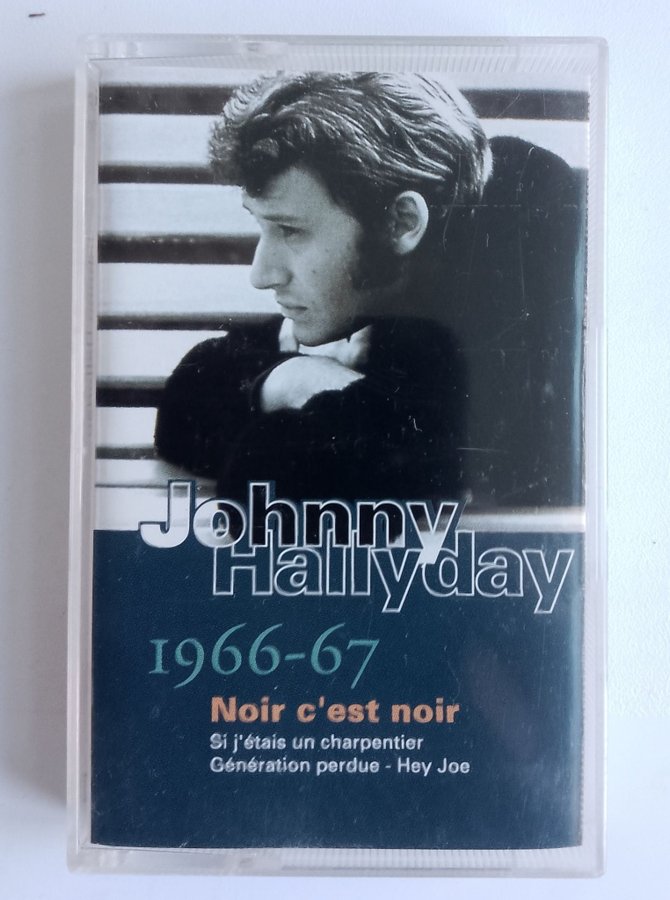 Johnny
Hallyday
1966-67
Noir c'est noir
Si j'étais un charpentier
Génération perdue - Hey Joe